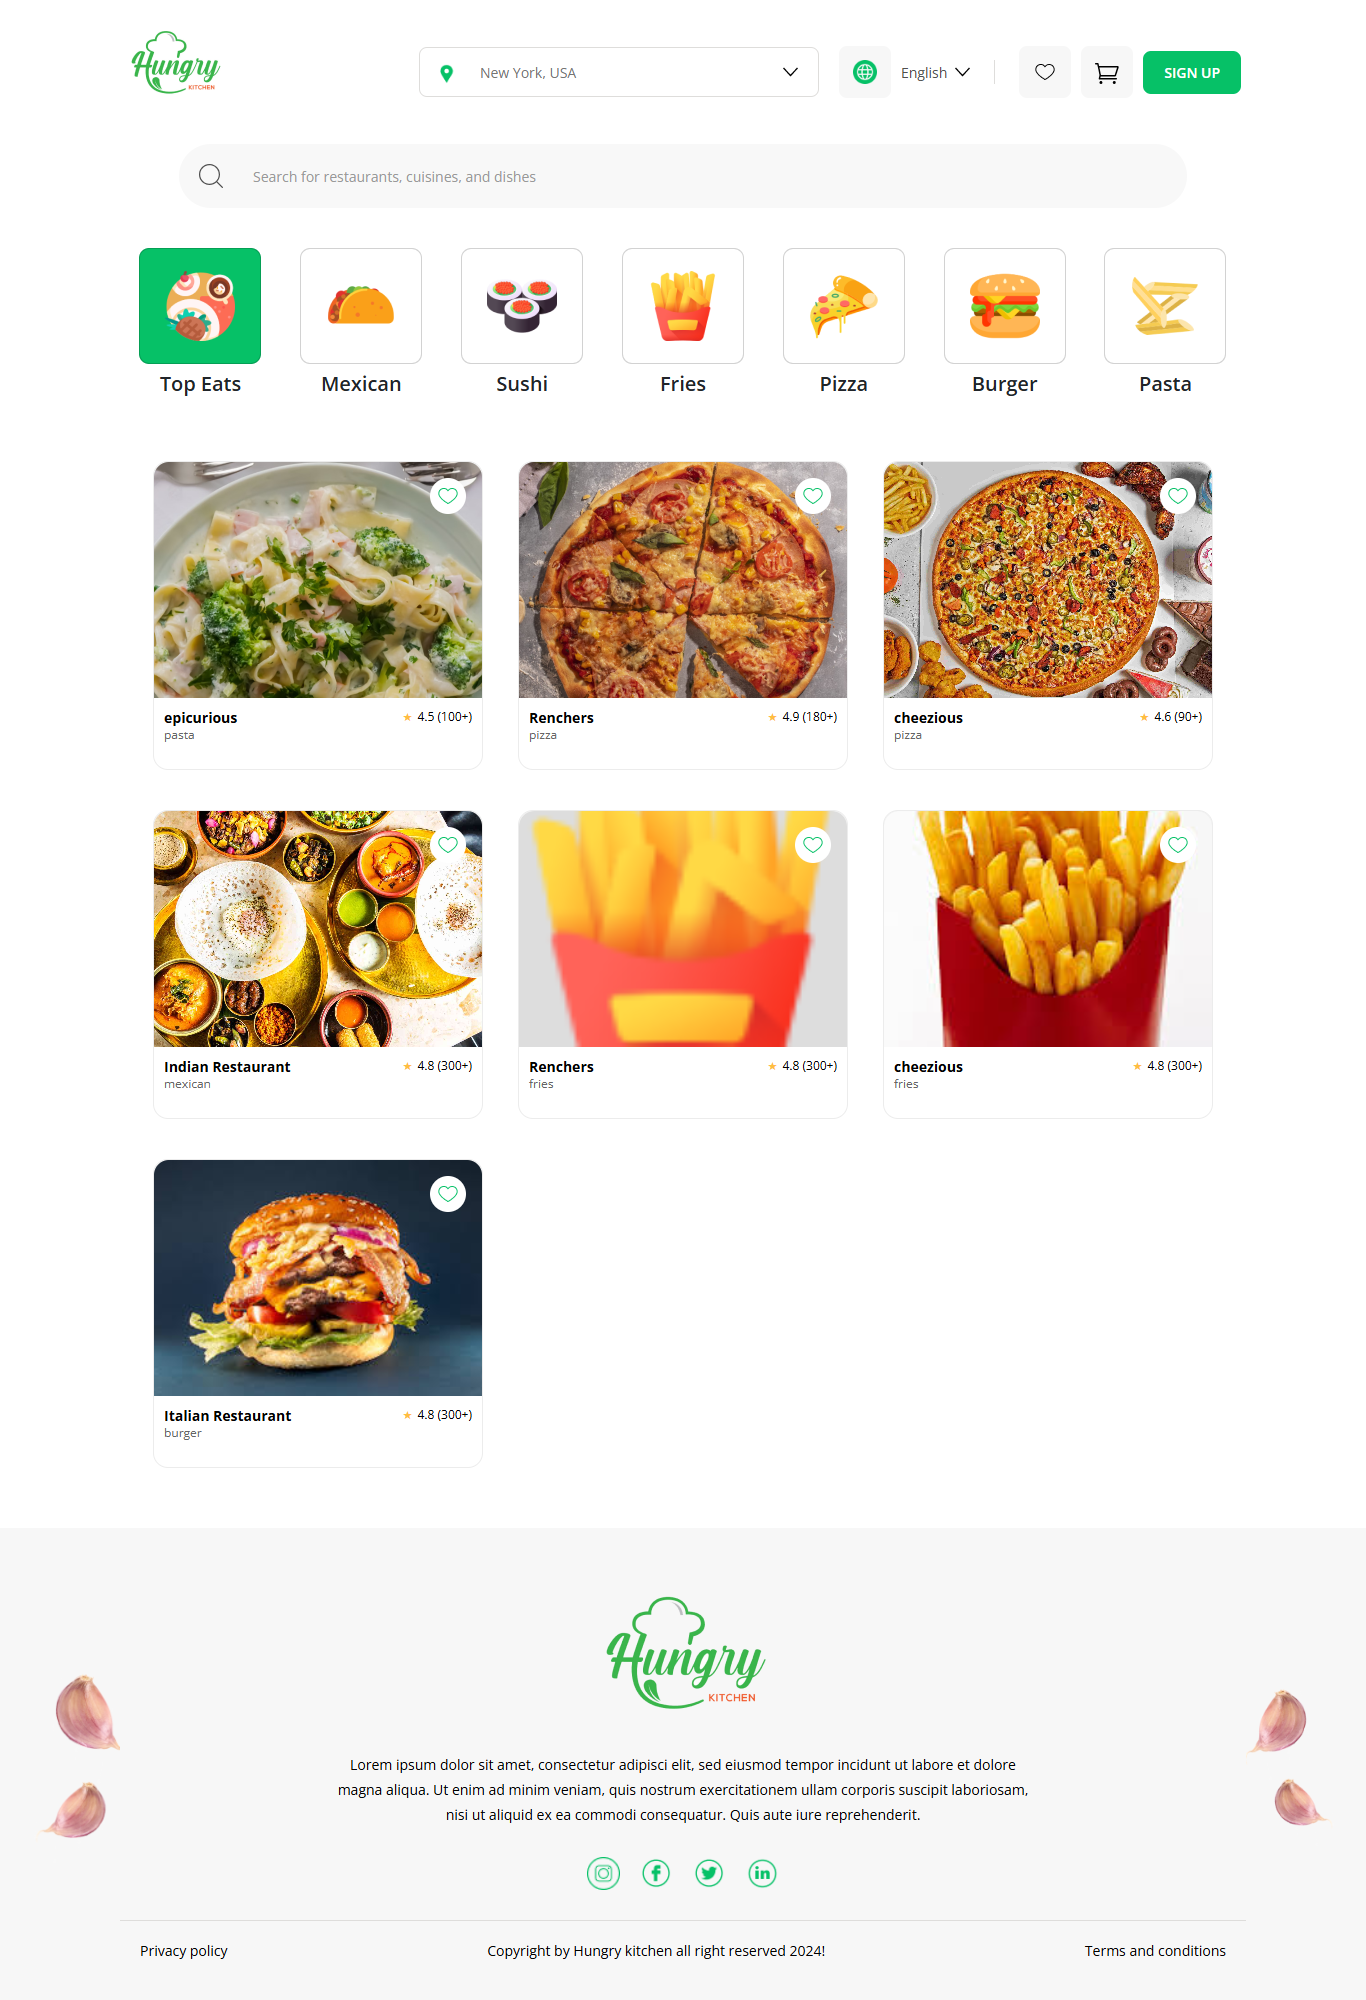 Hungry
KITCHEN
New York, USA
English
SIGN UP
Search for restaurants, cuisines, and dishes
Top Eats
Mexican
Sushi
Fries
Pizza
Burger
Pasta
epicurious
4.5 (100+)
pasta
Renchers
4.9 (180+)
pizza
cheezious
4.6 (90+)
pizza
Indian Restaurant
4.8 (300+)
mexican
Renchers
4.8 (300+)
fries
cheezious
4.8 (300+)
fries
Italian Restaurant
4.8 (300+)
burger
Hungry
KITCHEN
Lorem ipsum dolor sit amet, consectetur adipisci elit, sed eiusmod tempor incidunt ut labore et dolore
magna aliqua. Ut enim ad minim veniam, quis nostrum exercitationem ullam corporis suscipit laboriosam,
nisi ut aliquid ex ea commodi consequatur. Quis aute iure reprehenderit.
Privacy policy
Copyright by Hungry kitchen all right reserved 2024!
Terms and conditions